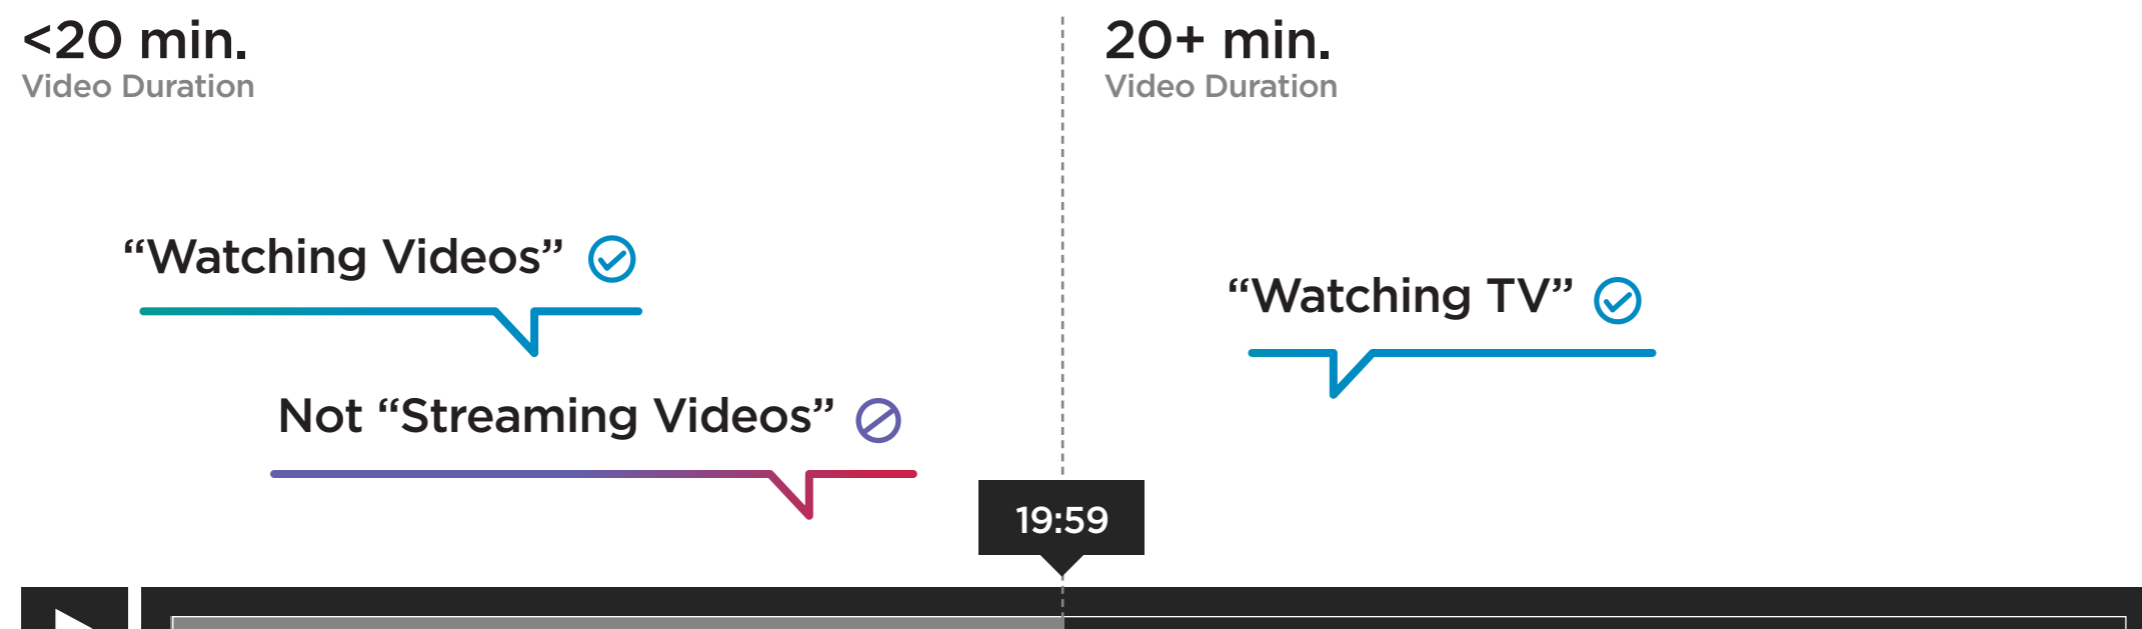 <20 min.
Video Duration
“Watching Videos”
Not “Streaming Videos”
20+ min.
Video Duration
“Watching TV”
19:59